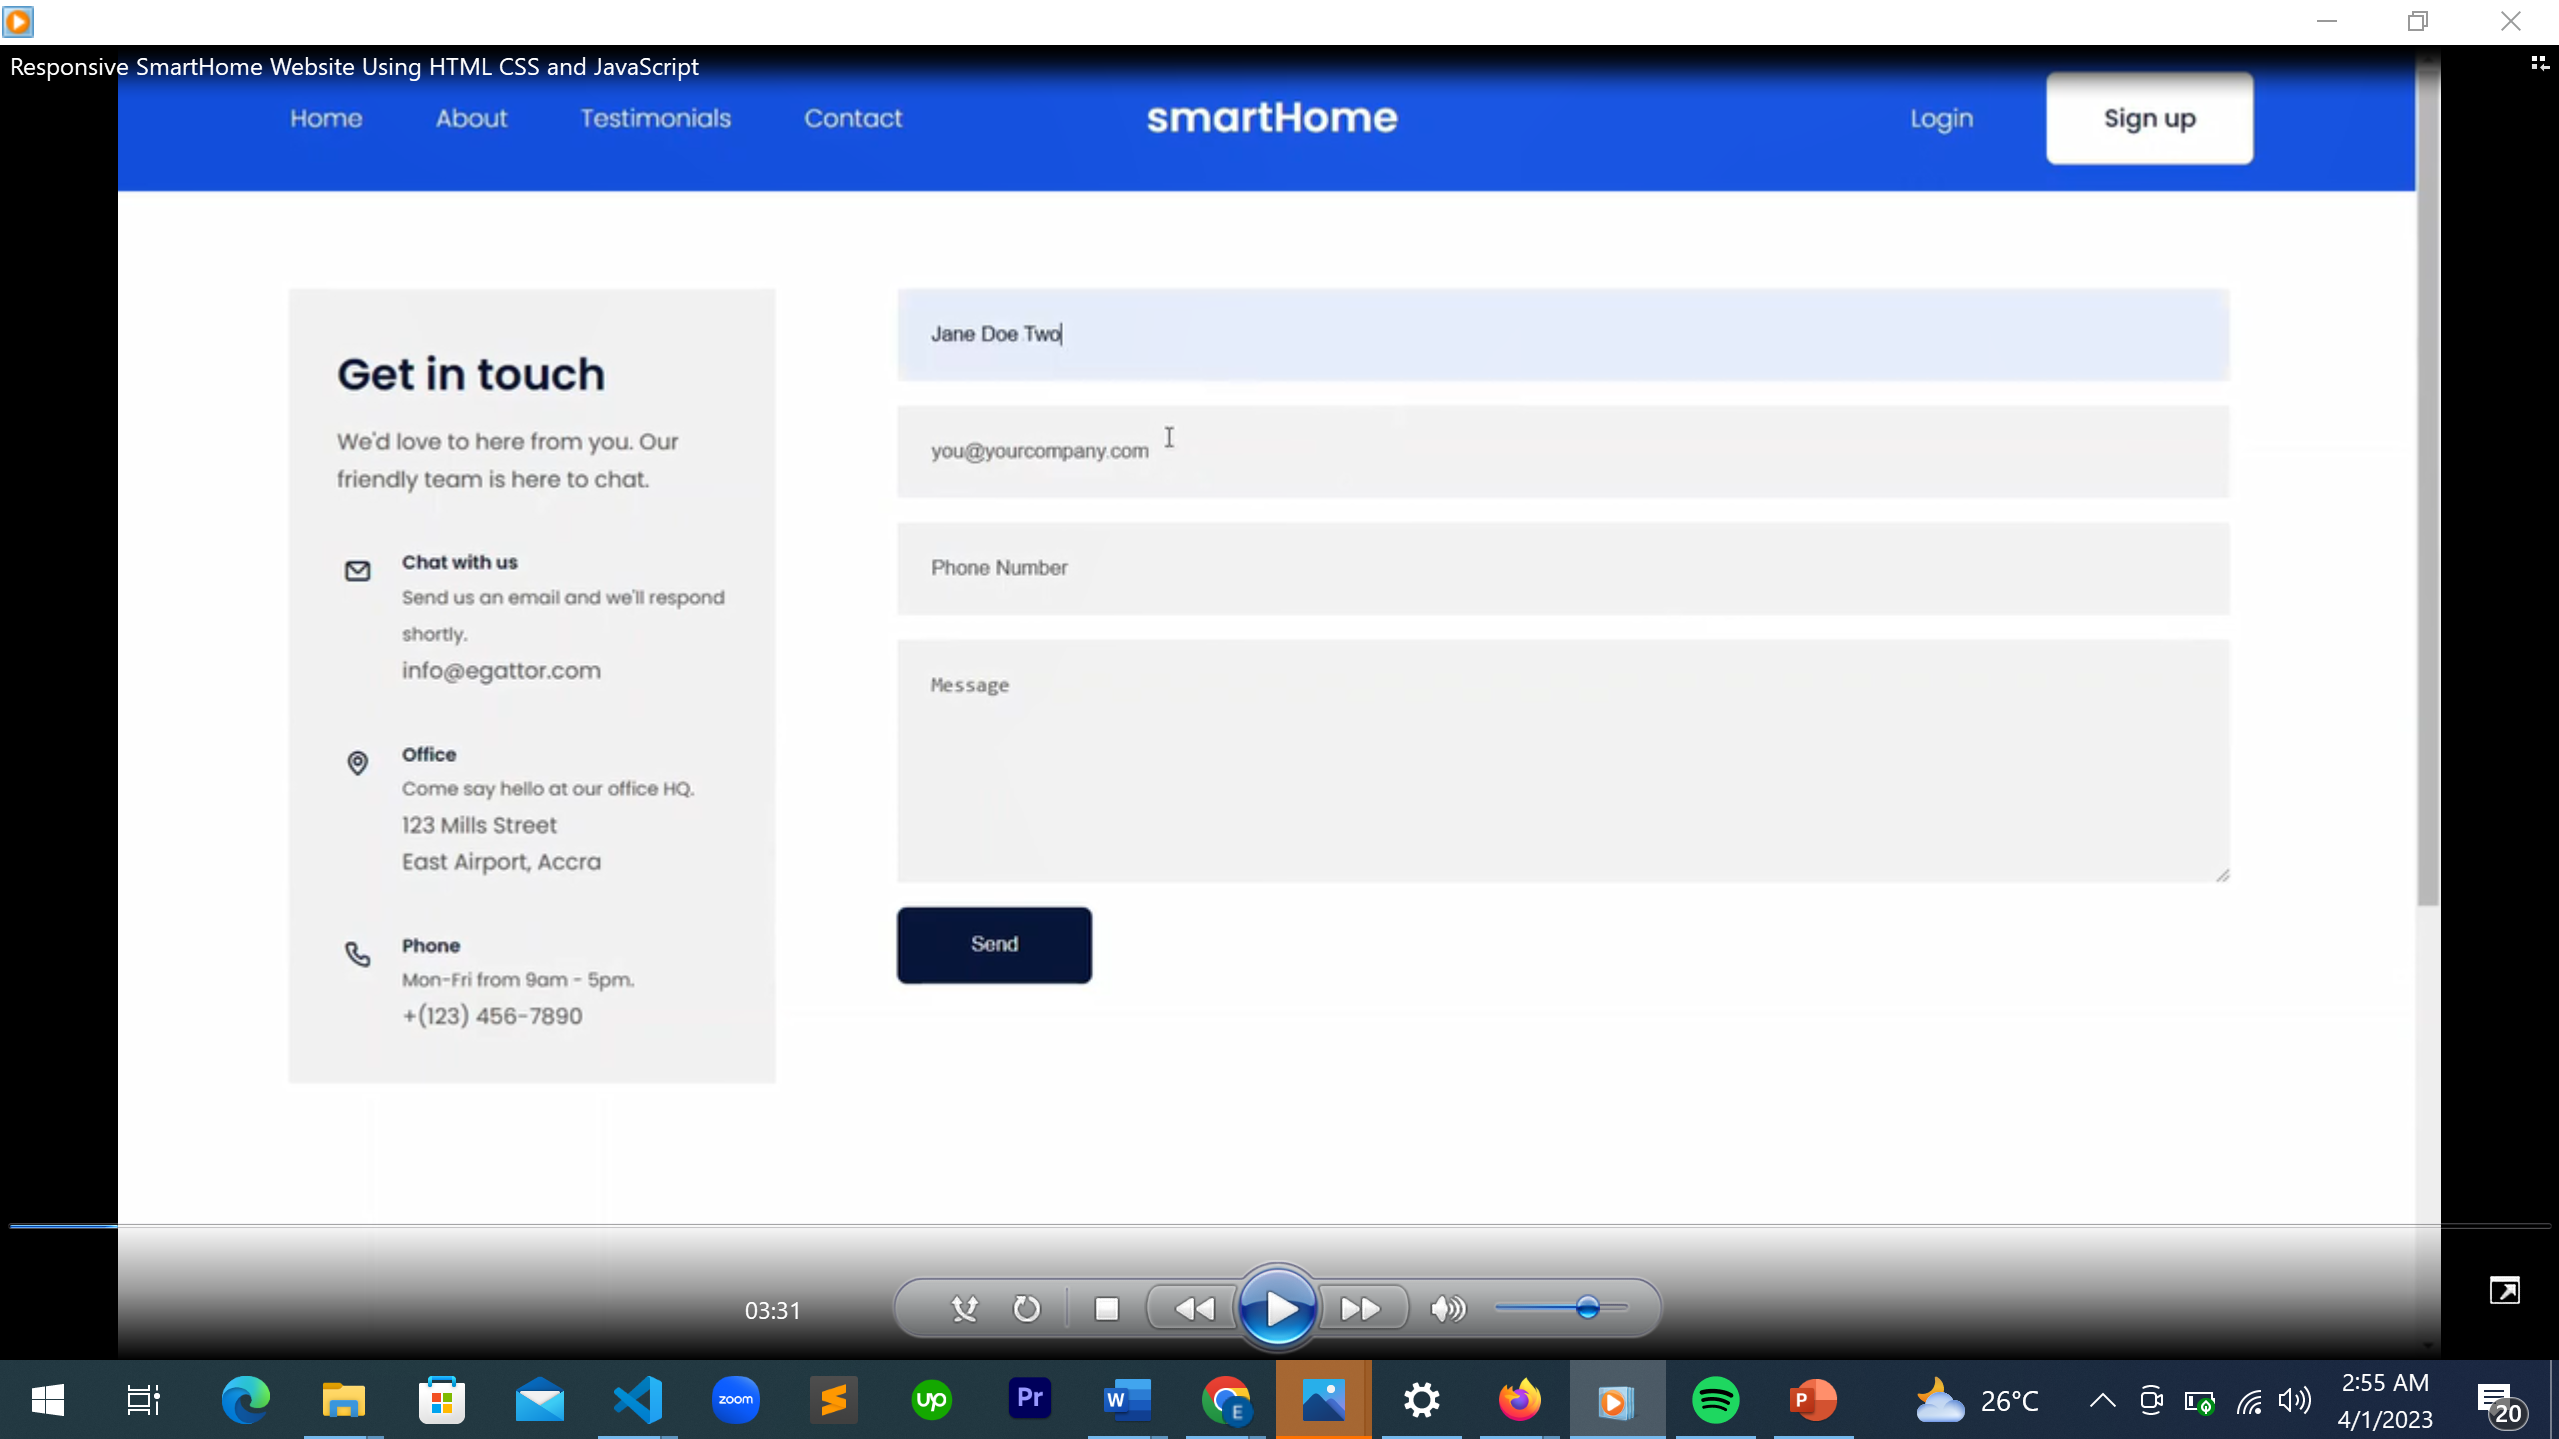 Responsive SmartHome Website Using HTML CSS and JavaScript
Home About Testimonials Contact smartHome Login Sign up
Get in touch
We'd love to here from you. Our
friendly team is here to chat.
Chat with us
Send us an email and we'll respond
shortly.
info@egattor.com
Office
Come say hello at our office HQ.
123 Mills Street
East Airport, Accra
Phone
Mon-Fri from 9am - 5pm.
+(123) 456-7890
Jane Doe Two
you@yourcompany.com
Phone Number
Message
Send
03:31
zoom
up
Pr
W
E
P
26°C
2:55 AM
4/1/2023
20